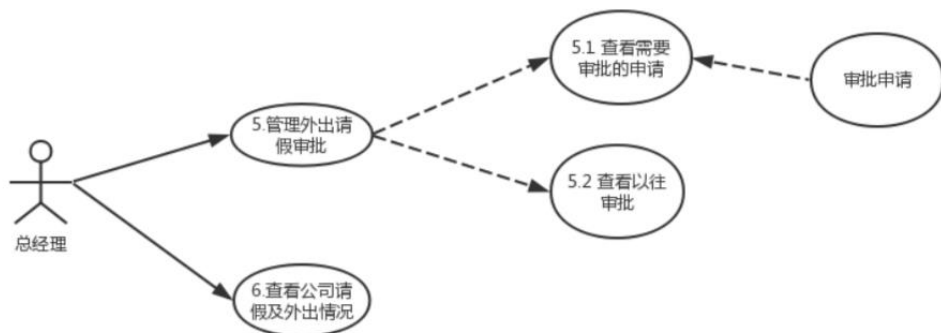 5.1 查看需要
审批的申请
审批申请
5.管理外出请
假审批
5.2 查看以往
审批
总经理
6.查看公司请
假及外出情况